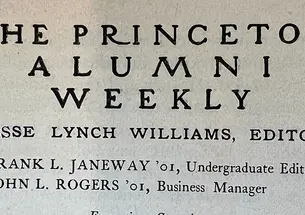 HE PRINCETO
ALUMNI
WEEKLY
SSE LYNCH WILLIAMS, EDITO
RANK L. JANEWAY ’01, Undergraduate Edit
OHN L. ROGERS ’01, Business Manager